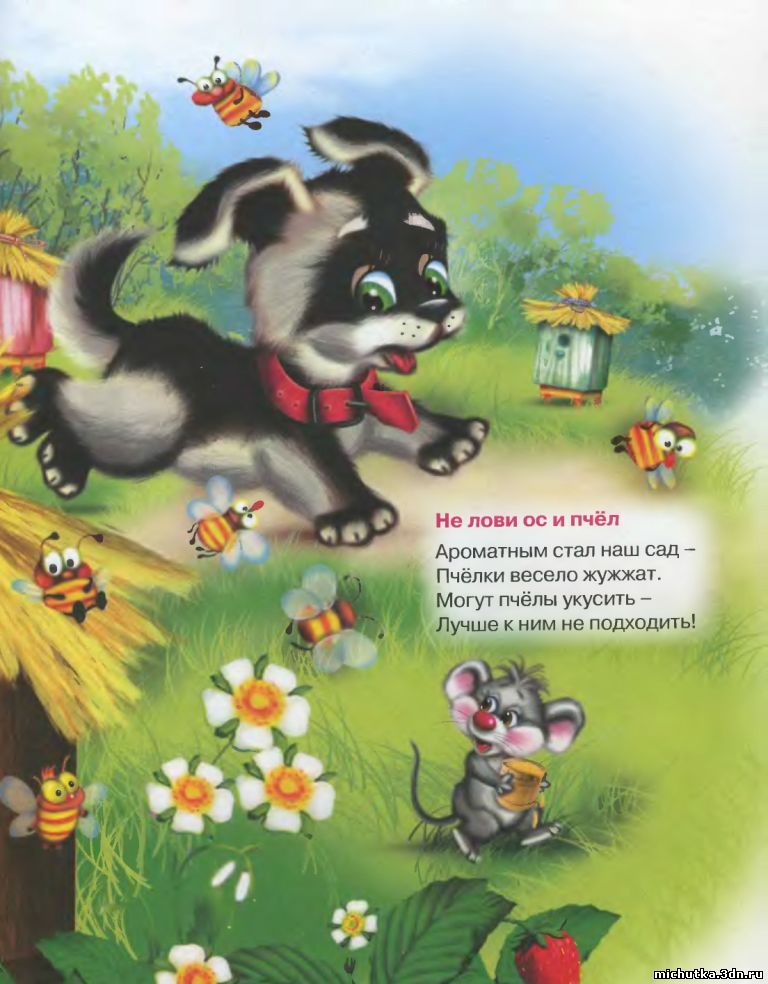 Не лови ос и пчёл
Ароматным стал наш сад –
Пчёлки весело жужжат.
Могут пчёлы укусить –
Лучше к ним не подходить!
michutka.3dn.ru